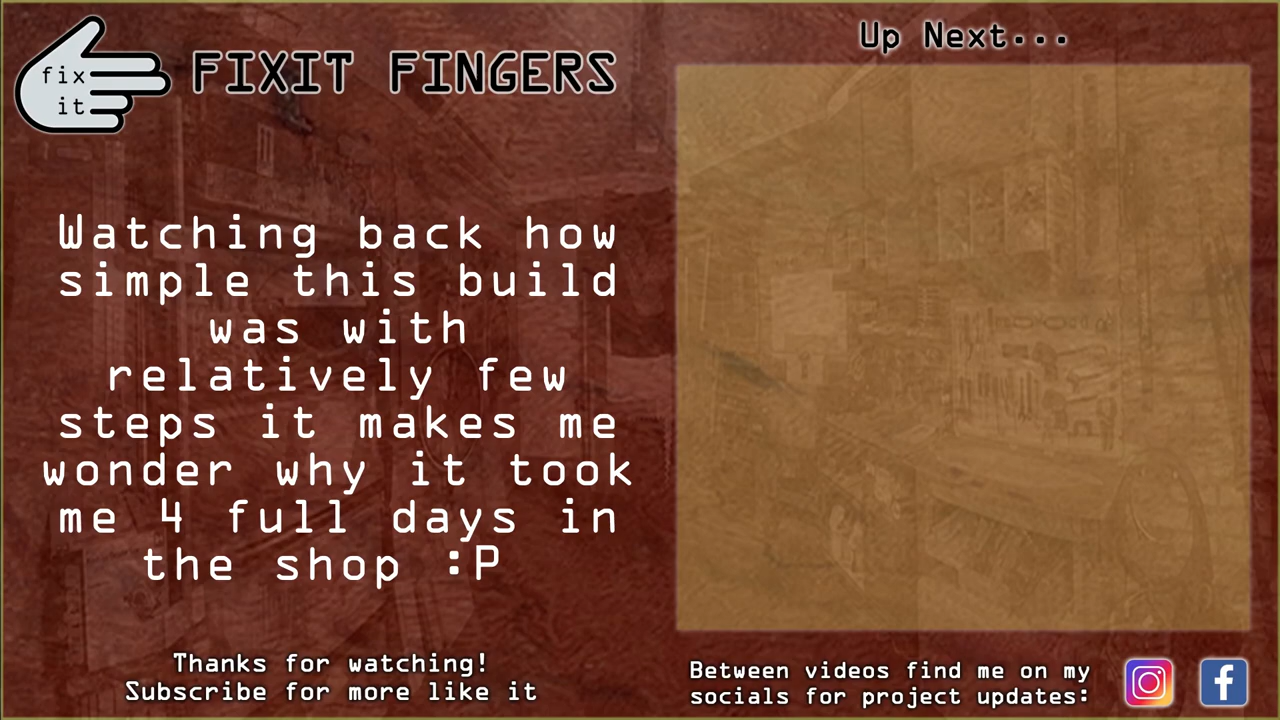 fix
it
FIXIT FINGERS
Watching back how
simple this build
was with
relatively few
steps it makes me
wonder why it took
me 4 full days in
the shop :P
Thanks for watching!
Subscribe for more like it
Up Next...
Between videos find me on my
socials for project updates: